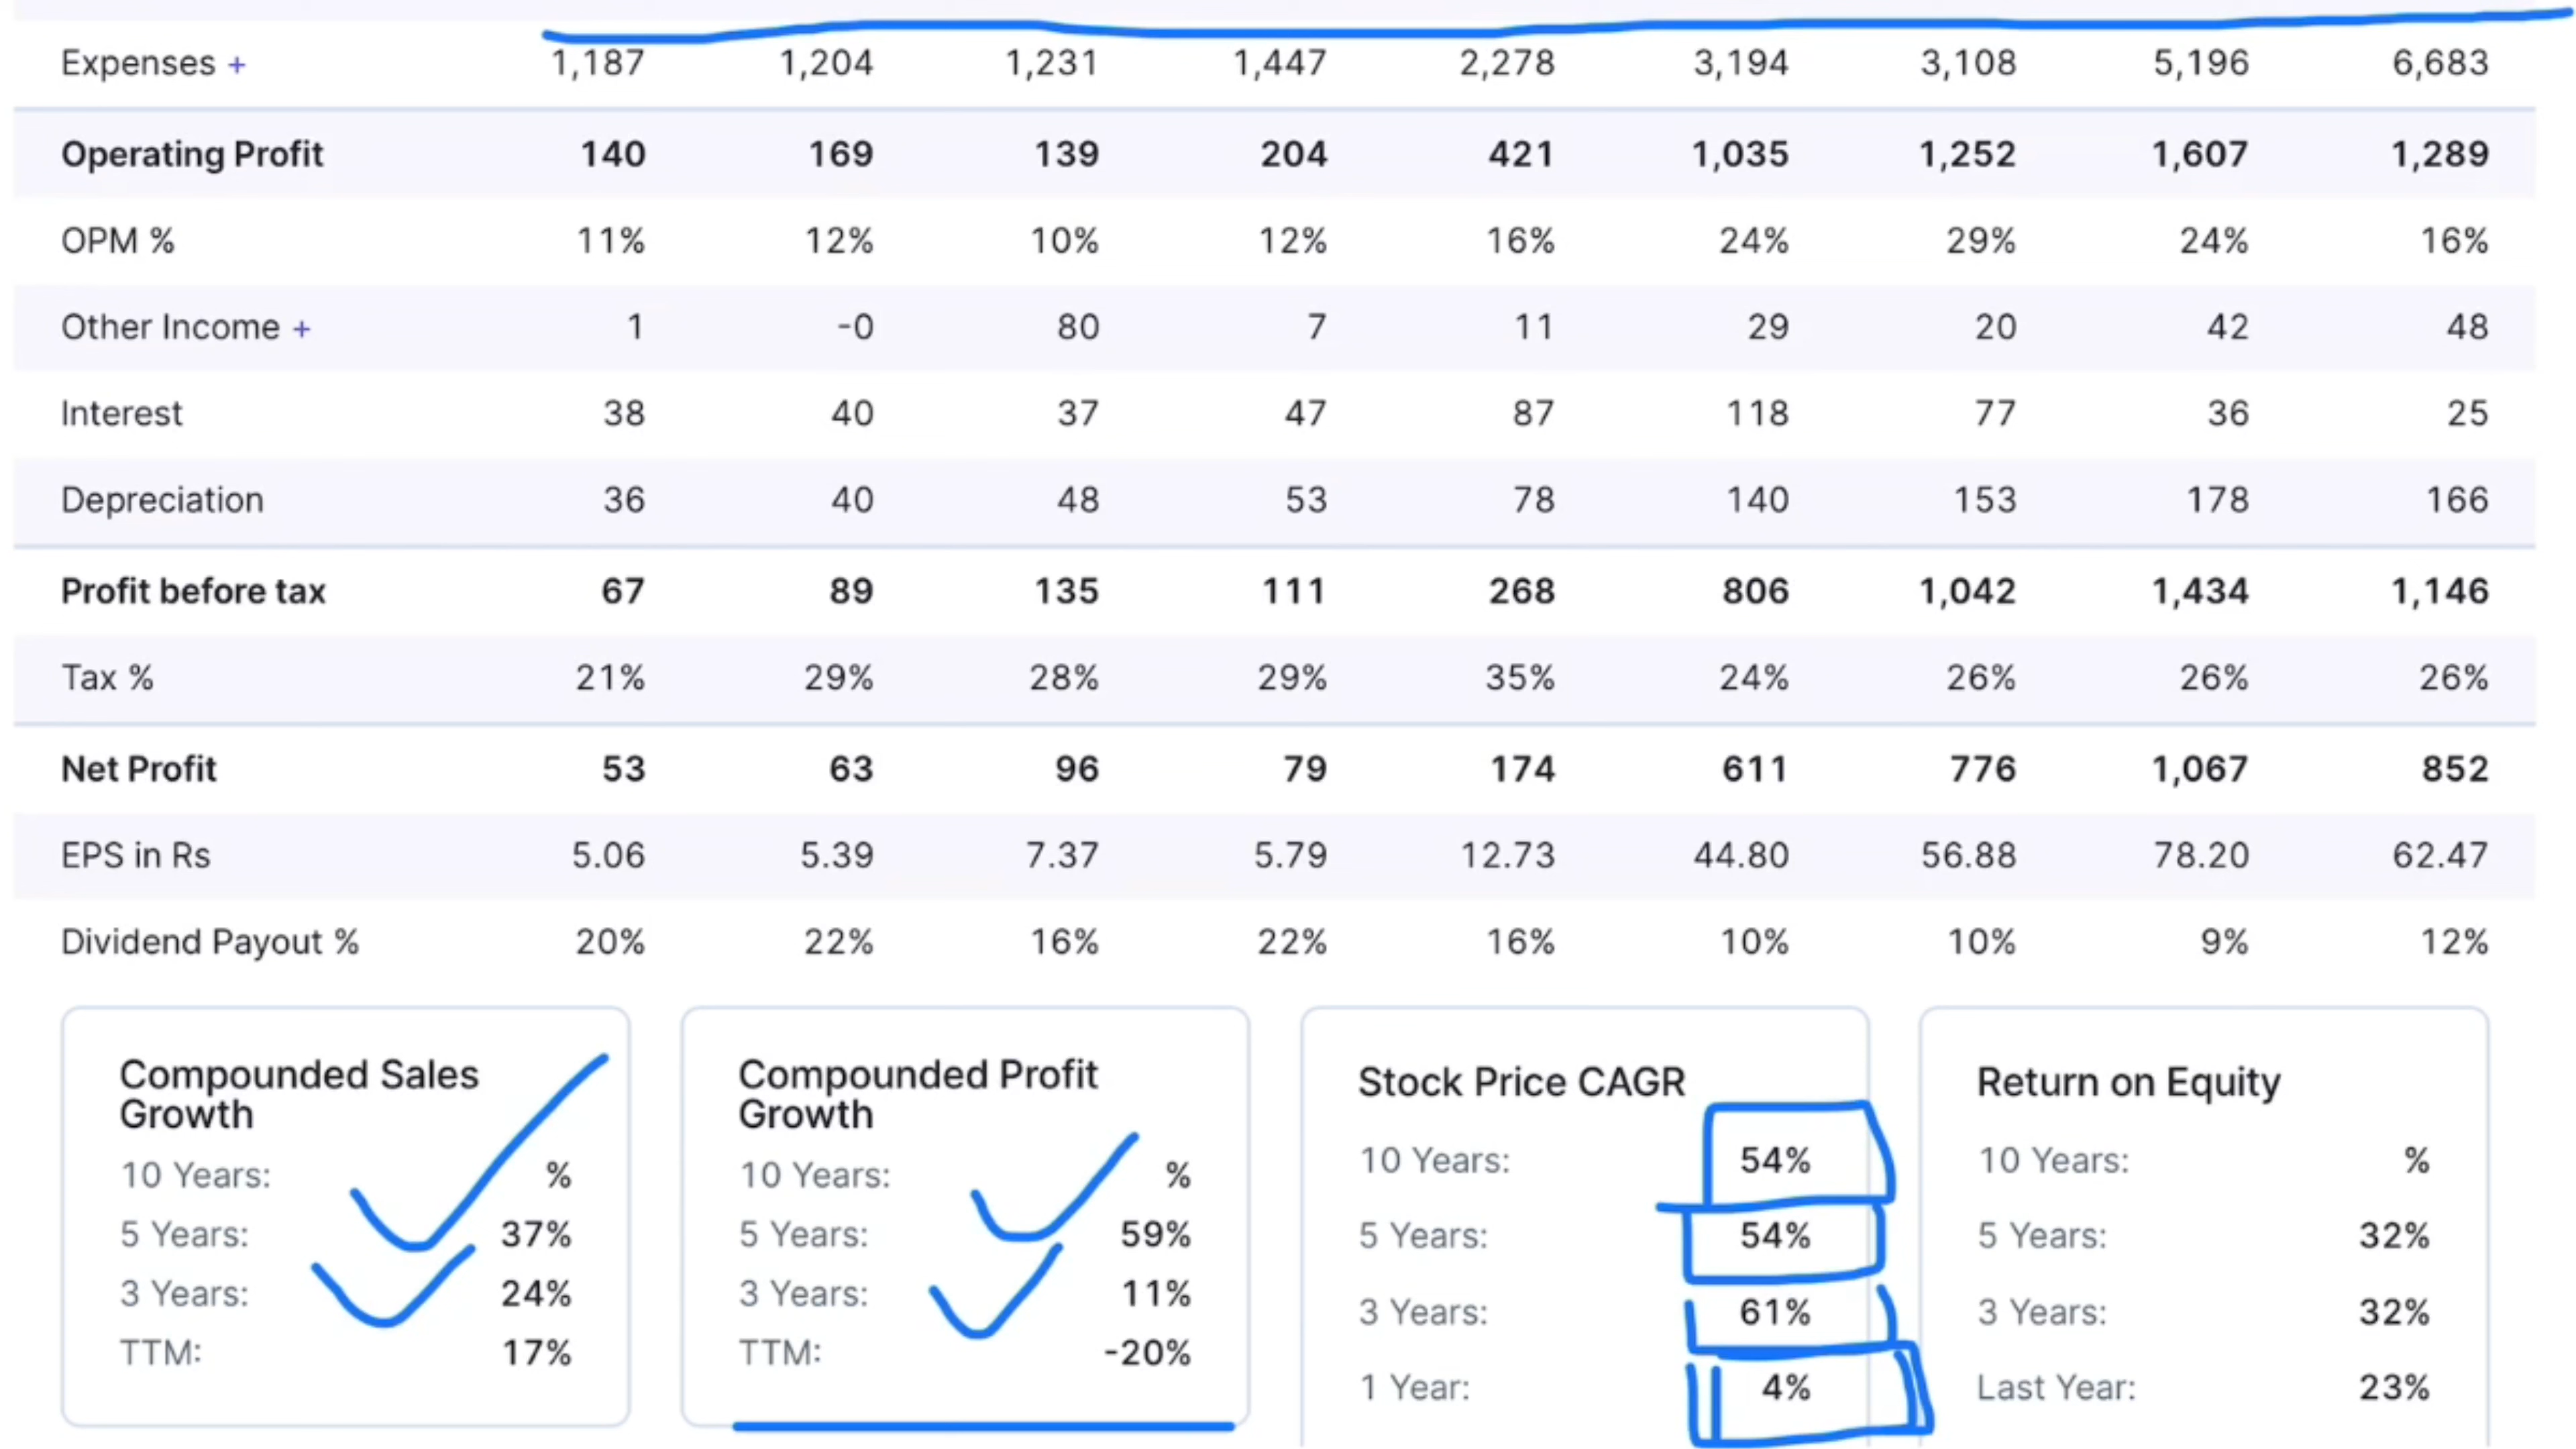 Expenses + 1,187 1,204 1,231 1,447 2,278 3,194 3,108 5,196 6,683
Operating Profit 140 169 139 204 421 1,035 1,252 1,607 1,289
OPM % 11% 12% 10% 12% 16% 24% 29% 24% 16%
Other Income + 1 -0 80 7 11 29 20 42 48
Interest 38 40 37 47 87 118 77 36 25
Depreciation 36 40 48 53 78 140 153 178 166
Profit before tax 67 89 135 111 268 806 1,042 1,434 1,146
Tax % 21% 29% 28% 29% 35% 24% 26% 26% 26%
Net Profit 53 63 96 79 174 611 776 1,067 852
EPS in Rs 5.06 5.39 7.37 5.79 12.73 44.80 56.88 78.20 62.47
Dividend Payout % 20% 22% 16% 22% 16% 10% 10% 9% 12%
Compounded Sales
Growth
10 Years: %
5 Years: 37%
3 Years: 24%
TTM: 17%
Compounded Profit
Growth
10 Years: %
5 Years: 59%
3 Years: 11%
TTM: -20%
Stock Price CAGR
10 Years: 54%
5 Years: 54%
3 Years: 61%
1 Year: 4%
Return on Equity
10 Years: %
5 Years: 32%
3 Years: 32%
Last Year: 23%